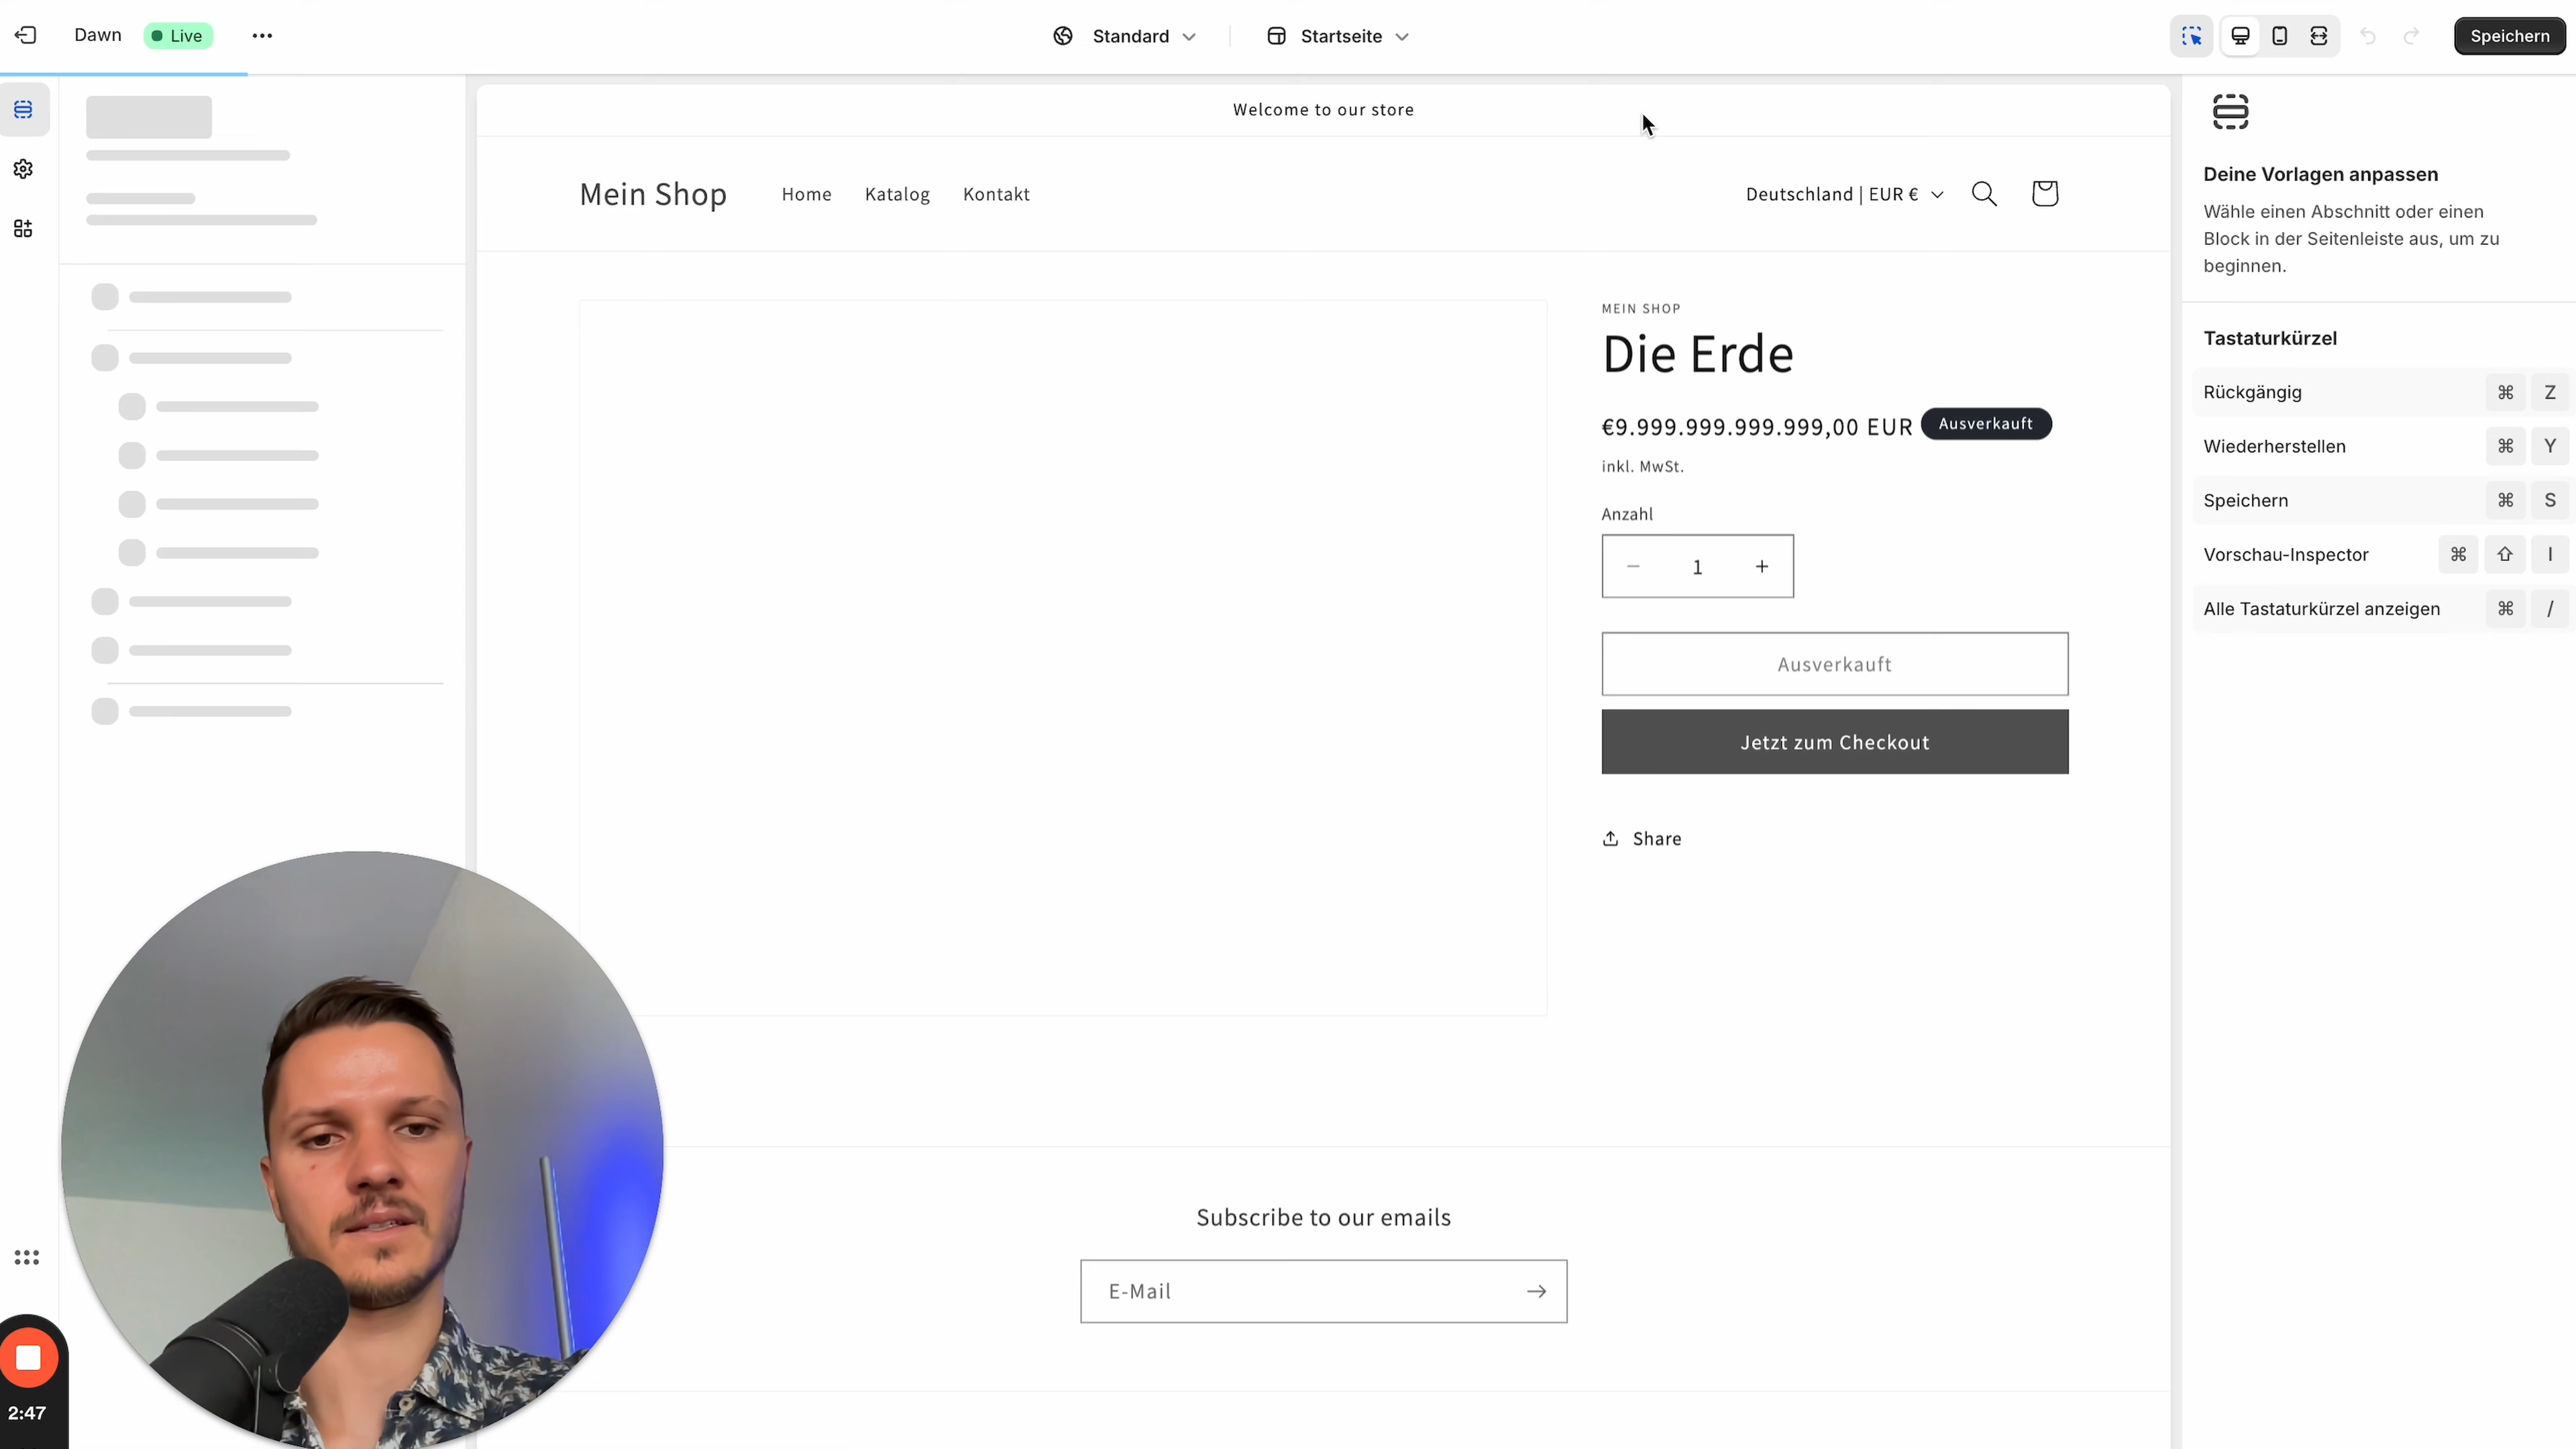 Dawn
Live
Standard
Startseite
Speichern
Welcome to our store
Mein Shop
Home
Katalog
Kontakt
Deutschland | EUR €
MEIN SHOP
Die Erde
€9.999.999.999.999,00 EUR
Ausverkauft
inkl. MwSt.
Anzahl
1
Ausverkauft
Jetzt zum Checkout
Share
Subscribe to our emails
E-Mail
Deine Vorlagen anpassen
Wähle einen Abschnitt oder einen
Block in der Seitenleiste aus, um zu
beginnen.
Tastaturkürzel
Rückgängig ⌘ Z
Wiederherstellen ⌘ Y
Speichern ⌘ S
Vorschau-Inspector ⌘ ⇧ I
Alle Tastaturkürzel anzeigen ⌘ /
2:47